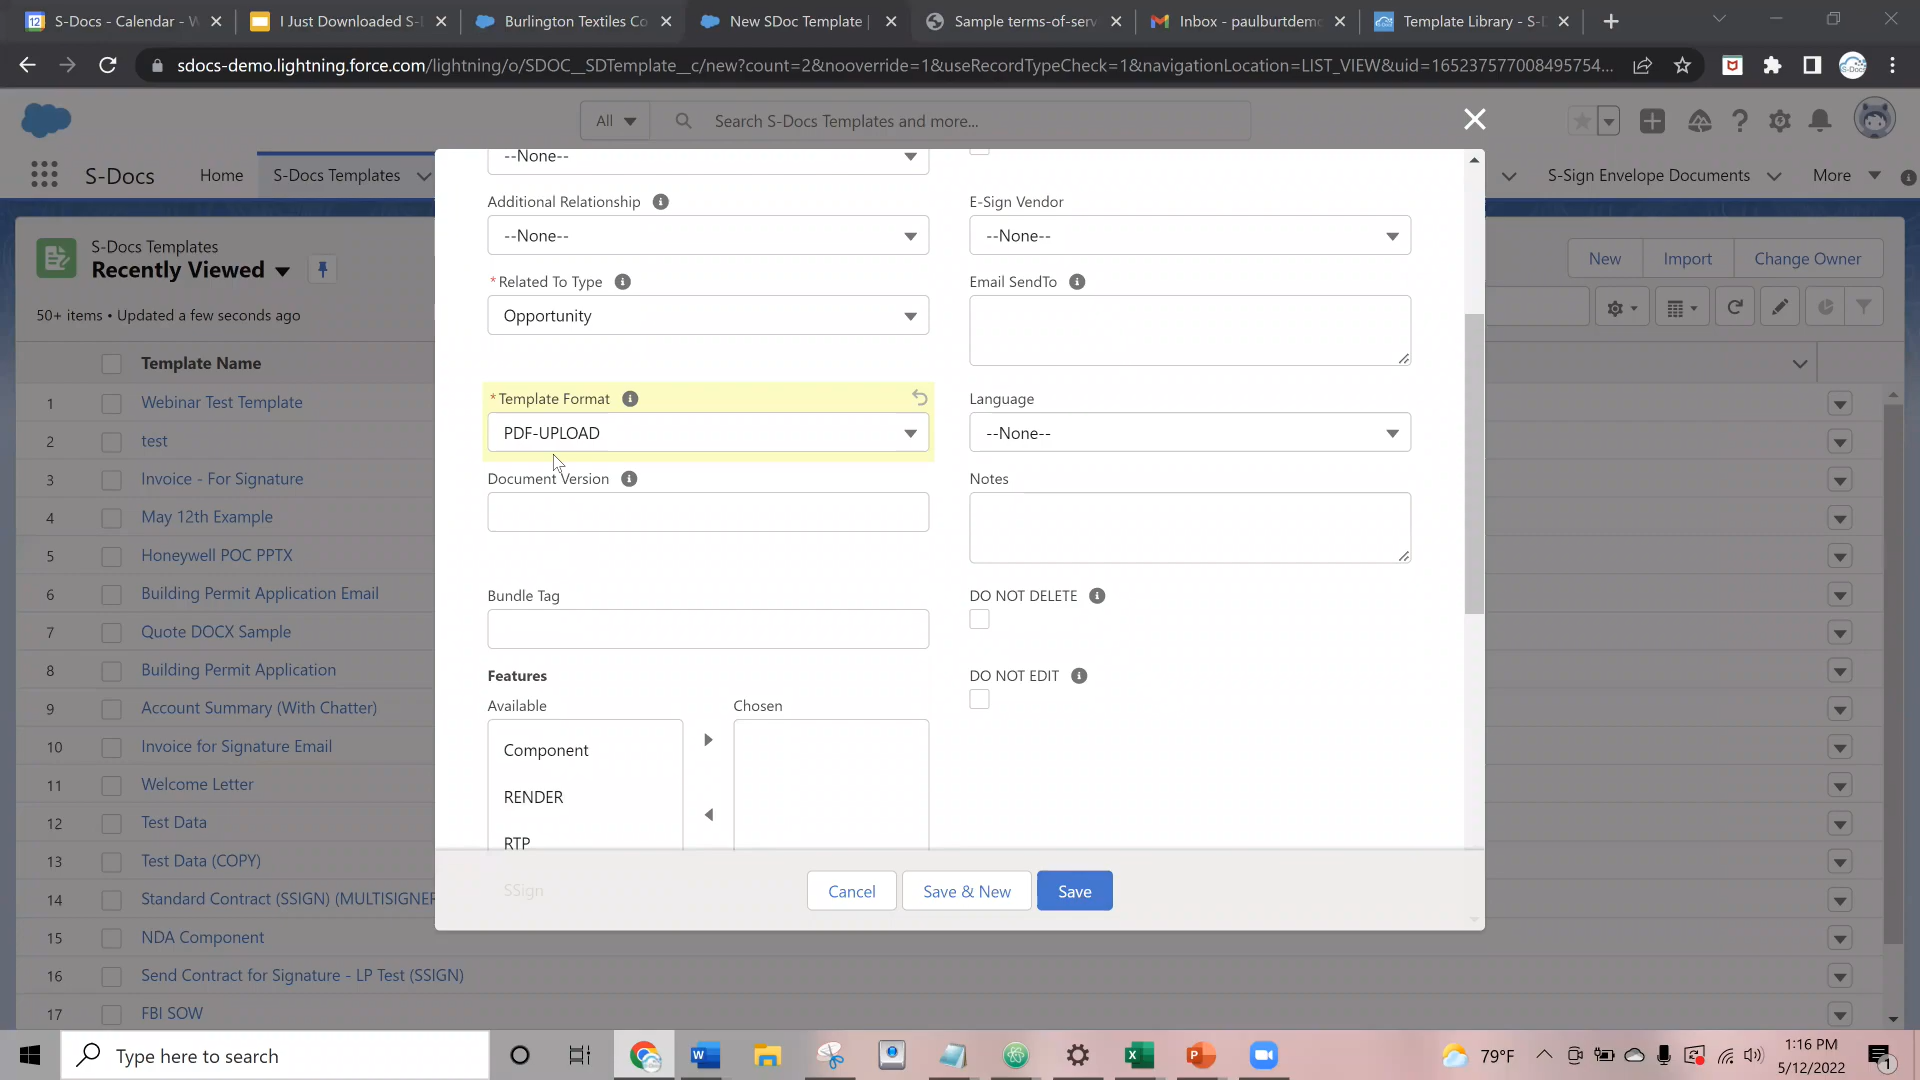 S-Docs - Calendar - W
I Just Downloaded S-
Burlington Textiles Co
New SDoc Template |
Sample terms-of-serv
Inbox - paulburtdemo
Template Library - S-D
sdocs-demo.lightning.force.com/lightning/o/SDOC__SDTemplate__c/new?count=2&nooverride=1&useRecordTypeCheck=1&navigationLocation=LIST_VIEW&uid=165237577008495754...
All
Search S-Docs Templates and more...
S-Docs
Home
S-Docs Templates
S-Sign Envelope Documents
More
S-Docs Templates
Recently Viewed
50+ items • Updated a few seconds ago
New
Import
Change Owner
Template Name
1 Webinar Test Template
2 test
3 Invoice - For Signature
4 May 12th Example
5 Honeywell POC PPTX
6 Building Permit Application Email
7 Quote DOCX Sample
8 Building Permit Application
9 Account Summary (With Chatter)
10 Invoice for Signature Email
11 Welcome Letter
12 Test Data
13 Test Data (COPY)
14 Standard Contract (SSIGN) (MULTISIGNER
15 NDA Component
16 Send Contract for Signature - LP Test (SSIGN)
17 FBI SOW
--None--
Additional Relationship
--None--
E-Sign Vendor
--None--
*Related To Type
Opportunity
Email SendTo
*Template Format
PDF-UPLOAD
Language
--None--
Document Version
Notes
Bundle Tag
DO NOT DELETE
Features
DO NOT EDIT
Available
Chosen
Component
RENDER
RTP
SSign
Cancel
Save & New
Save
Type here to search
79°F
1:16 PM
5/12/2022
1